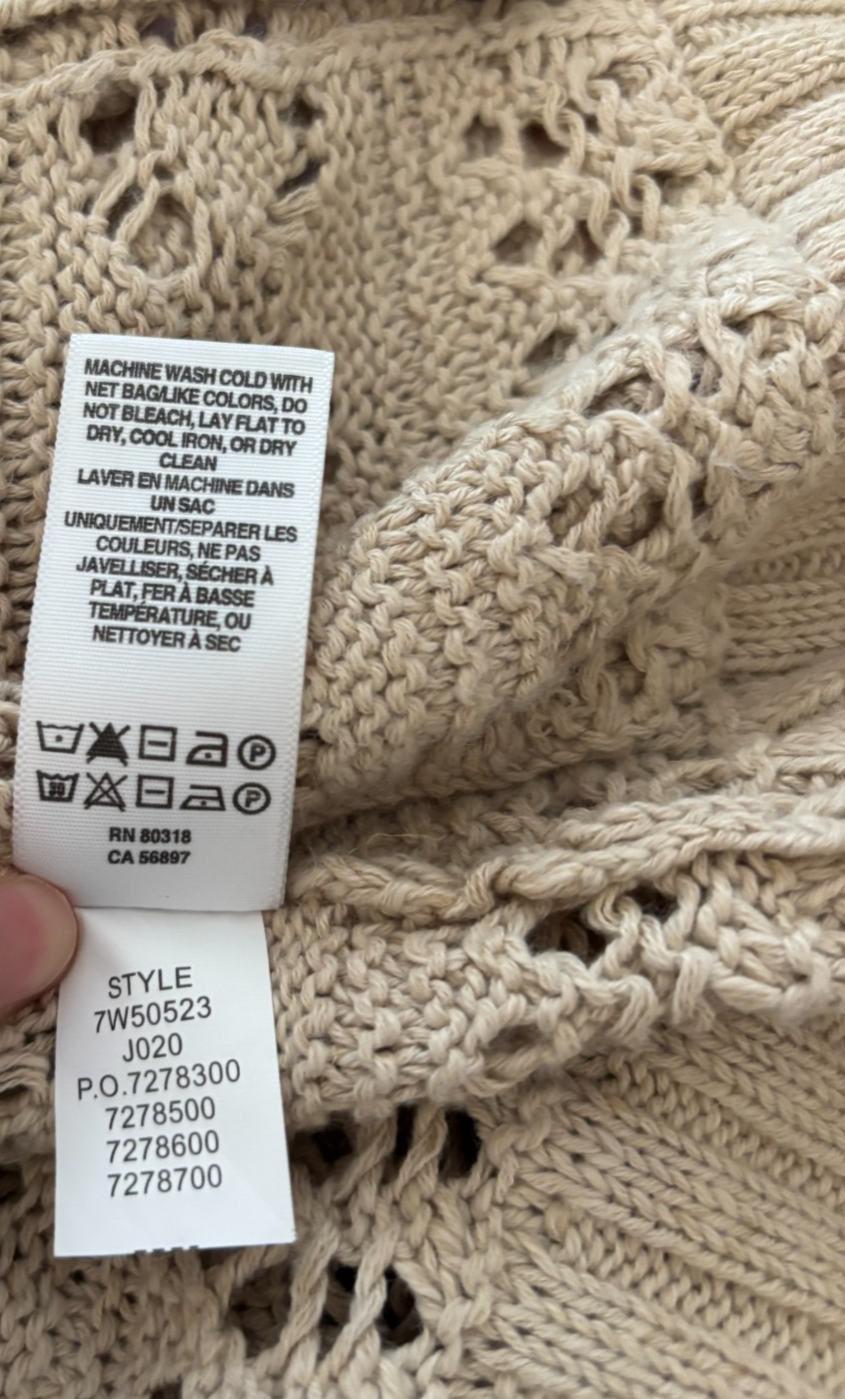 MACHINE WASH COLD WITH
NET BAG/LIKE COLORS, DO
NOT BLEACH, LAY FLAT TO
DRY, COOL IRON, OR DRY
CLEAN
LAVER EN MACHINE DANS
UN SAC
UNIQUEMENT/SEPARER LES
COULEURS, NE PAS
JAVELLISER, SÉCHER À
PLAT, FER À BASSE
TEMPÉRATURE, OU
NETTOYER À SEC
P
30 P
RN 80318
CA 56897
STYLE
7W50523
J020
P.O.7278300
7278500
7278600
7278700